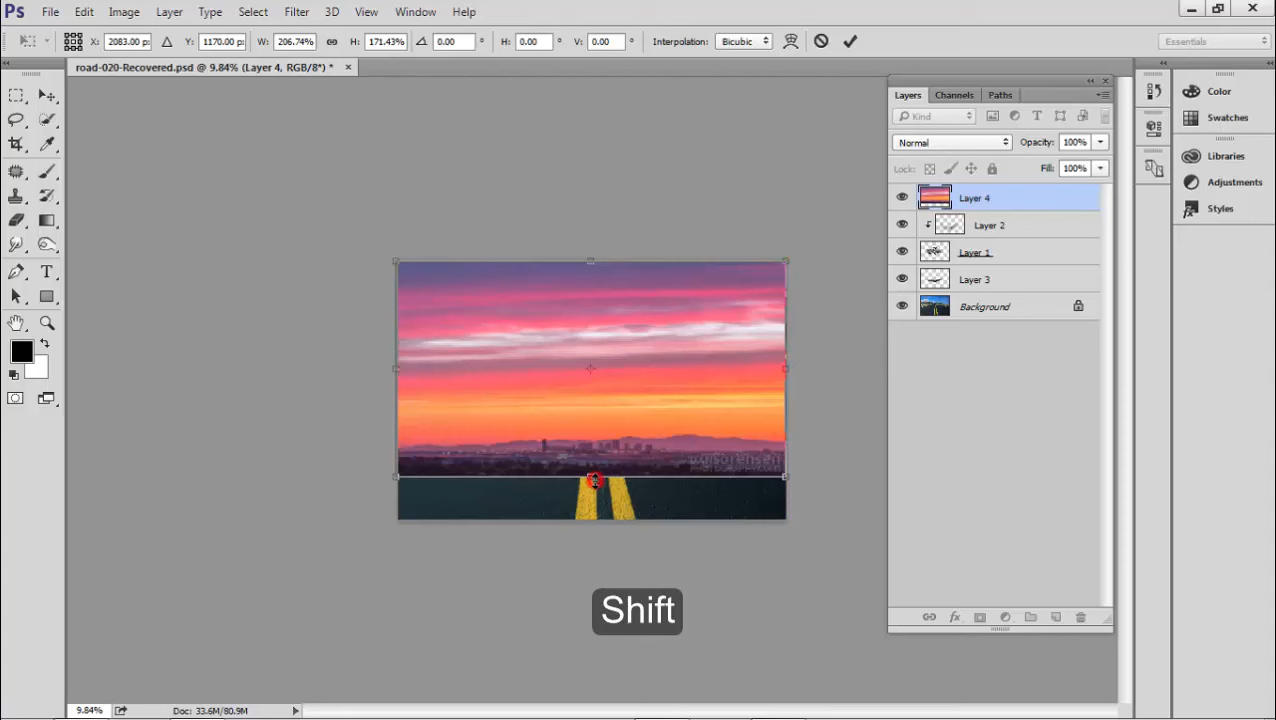 Ps File Edit Image Layer Type Select Filter 3D View Window Help
X: 2083.00 p: Y: 1170.00 p: W: 206.74% H: 171.43% 0.00 ° H: 0.00 ° V: 0.00 ° Interpolation: Bicubic Essentials
road-020-Recovered.psd @ 9.84% (Layer 4, RGB/8*) * ×
Layers Channels Paths
Kind
Normal Opacity: 100%
Lock: Fill: 100%
Layer 4
Layer 2
Layer 1
Layer 3
Background
Color
Swatches
Libraries
Adjustments
Styles
T
Shift
9.84% Doc: 33.6M/80.9M